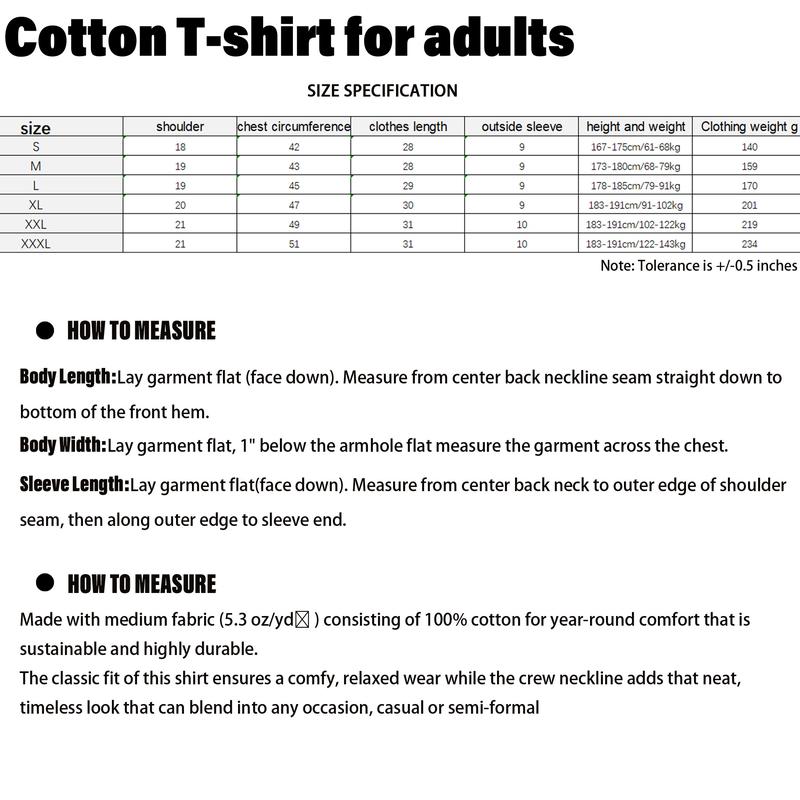 Cotton T-shirt for adults
SIZE SPECIFICATION
size shoulder chest circumference clothes length outside sleeve height and weight Clothing weight g
S 18 42 28 9 167-175cm/61-68kg 140
M 19 43 28 9 173-180cm/68-79kg 159
L 19 45 29 9 178-185cm/79-91kg 170
XL 20 47 30 9 183-191cm/91-102kg 201
XXL 21 49 31 10 183-191cm/102-122kg 219
XXXL 21 51 31 10 183-191cm/122-143kg 234
Note: Tolerance is +/-0.5 inches
● HOW TO MEASURE
Body Length:Lay garment flat (face down). Measure from center back neckline seam straight down to
bottom of the front hem.
Body Width:Lay garment flat, 1" below the armhole flat measure the garment across the chest.
Sleeve Length:Lay garment flat(face down). Measure from center back neck to outer edge of shoulder
seam, then along outer edge to sleeve end.
● HOW TO MEASURE
Made with medium fabric (5.3 oz/yd☒ ) consisting of 100% cotton for year-round comfort that is
sustainable and highly durable.
The classic fit of this shirt ensures a comfy, relaxed wear while the crew neckline adds that neat,
timeless look that can blend into any occasion, casual or semi-formal